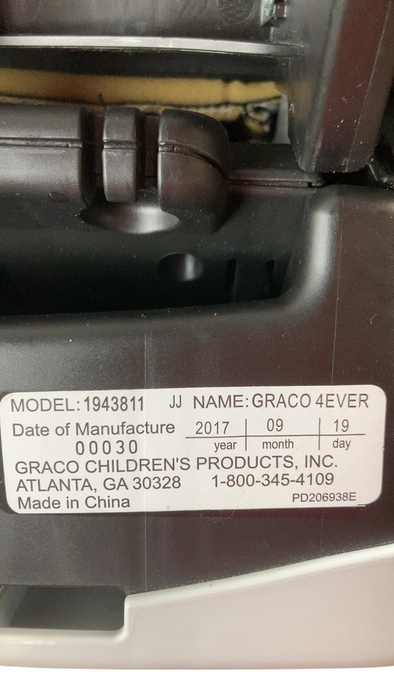 MODEL:1943811 JJ NAME:GRACO 4EVER
Date of Manufacture 2017 09 19
00030 year month day
GRACO CHILDREN'S PRODUCTS, INC.
ATLANTA, GA 30328 1-800-345-4109
Made in China PD206938E